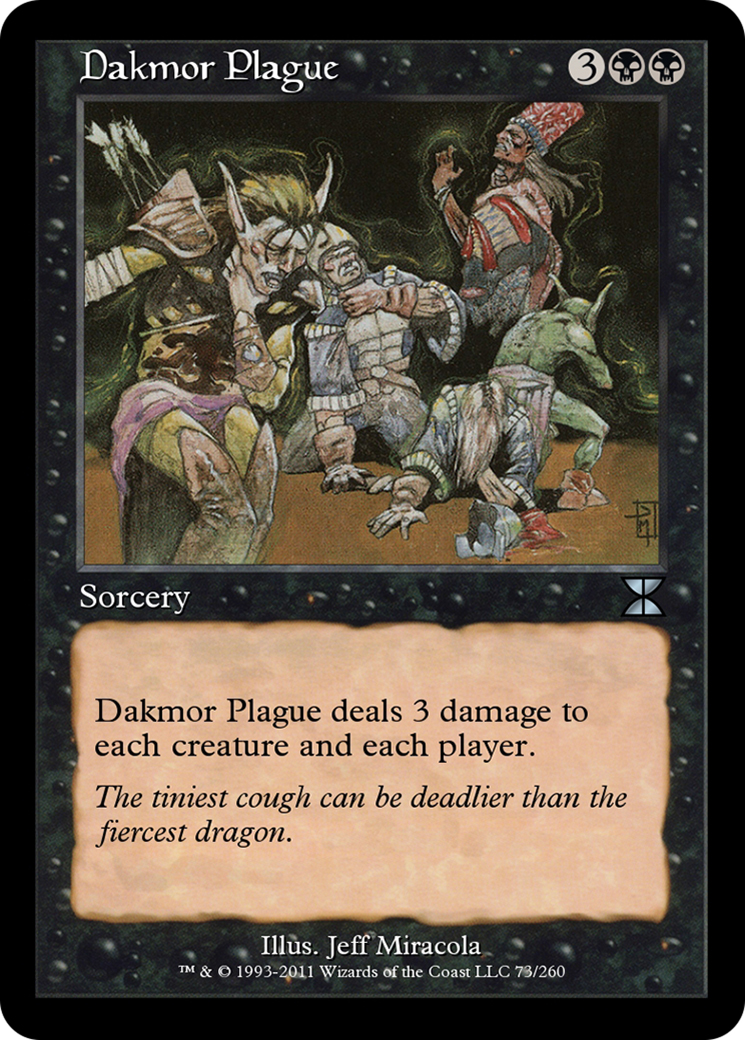 Dakmor Plague 3
Sorcery
Dakmor Plague deals 3 damage to
each creature and each player.
The tiniest cough can be deadlier than the
fiercest dragon.
Illus. Jeff Miracola
™ & © 1993-2011 Wizards of the Coast LLC 73/260